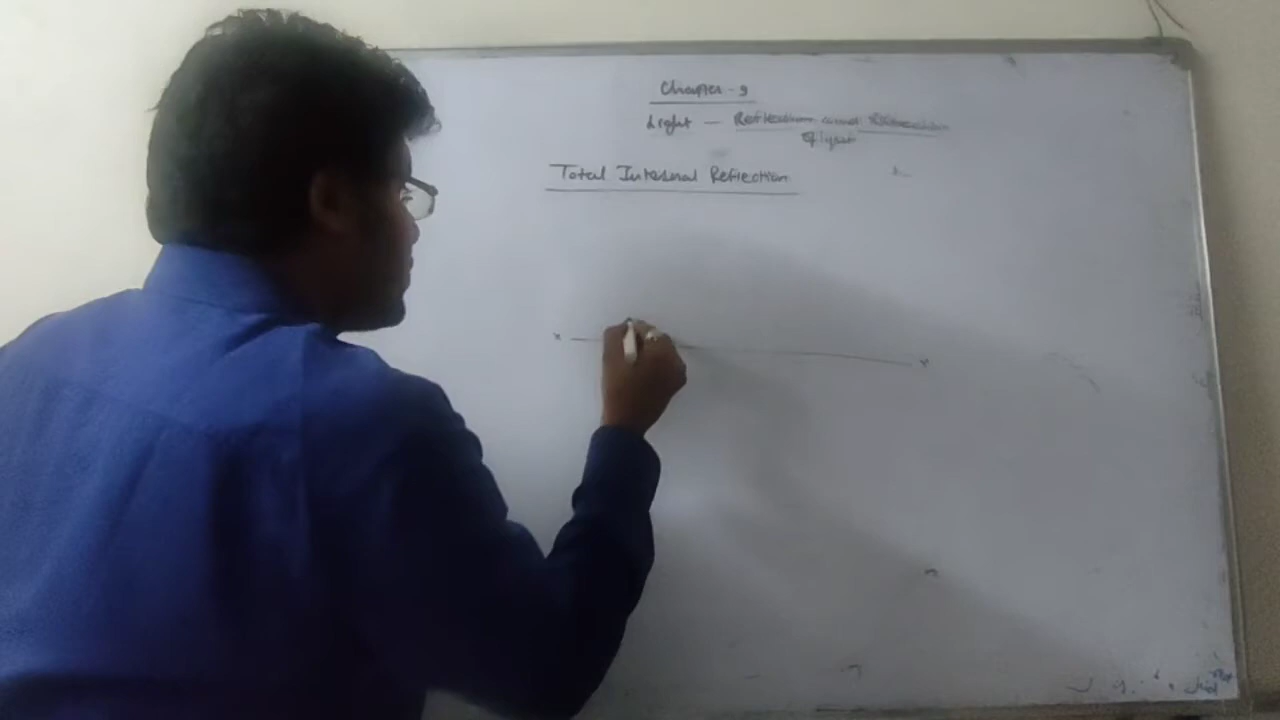 Chapter - 9
Light — Reflection and Refraction
of light
Total Internal Reflection
x